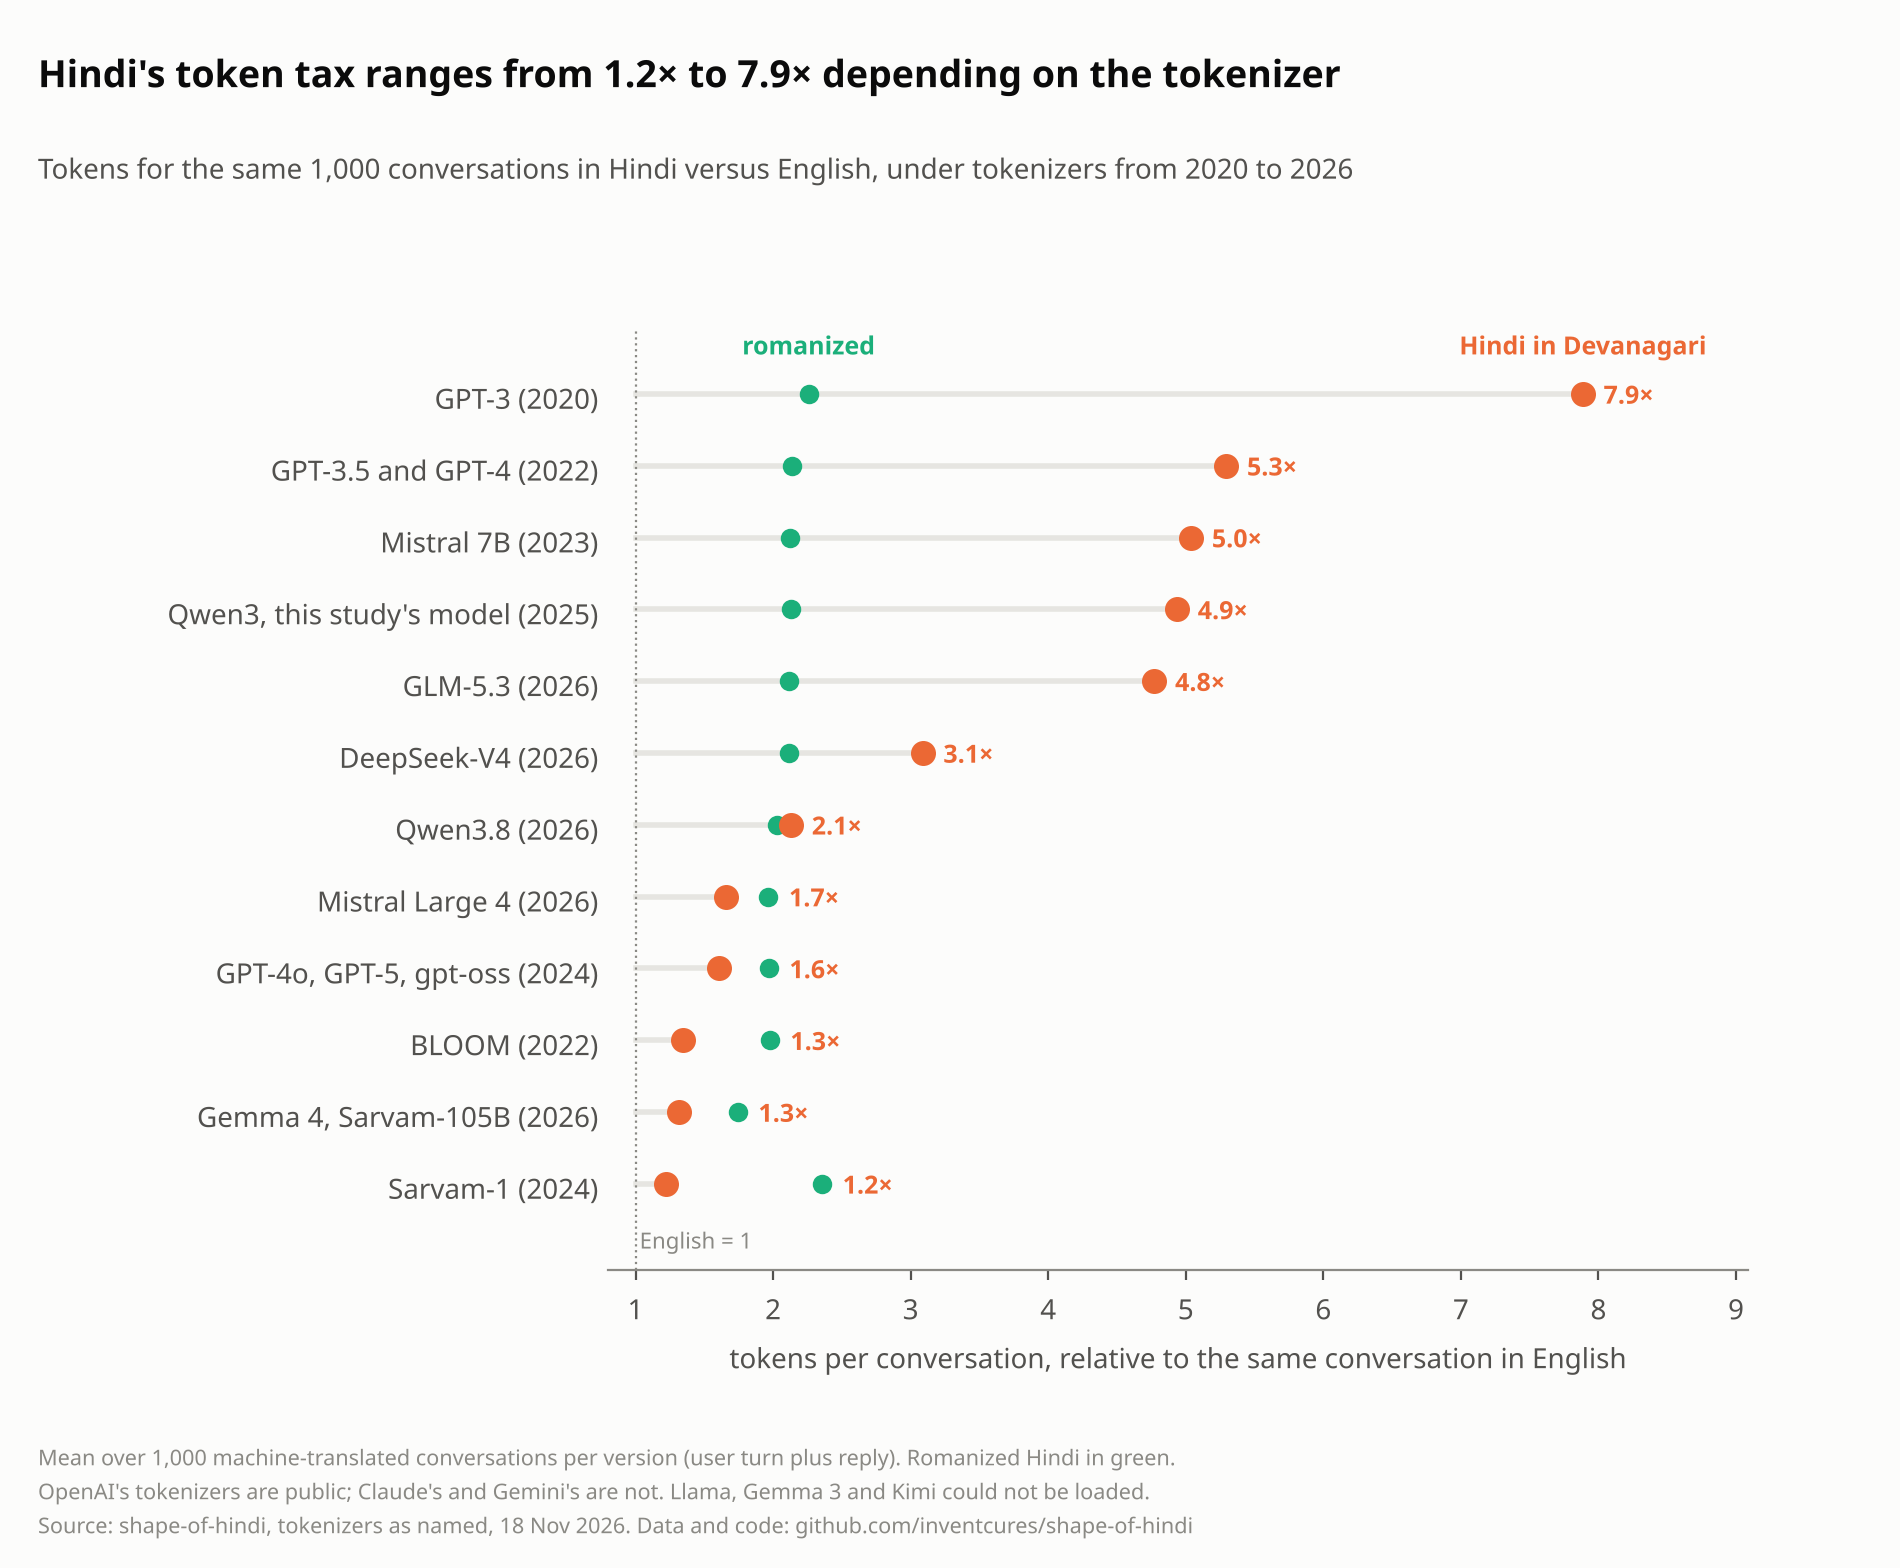 Hindi's token tax ranges from 1.2× to 7.9× depending on the tokenizer
Tokens for the same 1,000 conversations in Hindi versus English, under tokenizers from 2020 to 2026
romanized
Hindi in Devanagari
GPT-3 (2020)
7.9×
GPT-3.5 and GPT-4 (2022)
5.3×
Mistral 7B (2023)
5.0×
Qwen3, this study's model (2025)
4.9×
GLM-5.3 (2026)
4.8×
DeepSeek-V4 (2026)
3.1×
Qwen3.8 (2026)
2.1×
Mistral Large 4 (2026)
1.7×
GPT-4o, GPT-5, gpt-oss (2024)
1.6×
BLOOM (2022)
1.3×
Gemma 4, Sarvam-105B (2026)
1.3×
Sarvam-1 (2024)
1.2×
English = 1
1 2 3 4 5 6 7 8 9
tokens per conversation, relative to the same conversation in English
Mean over 1,000 machine-translated conversations per version (user turn plus reply). Romanized Hindi in green.
OpenAI's tokenizers are public; Claude's and Gemini's are not. Llama, Gemma 3 and Kimi could not be loaded.
Source: shape-of-hindi, tokenizers as named, 18 Nov 2026. Data and code: github.com/inventcures/shape-of-hindi